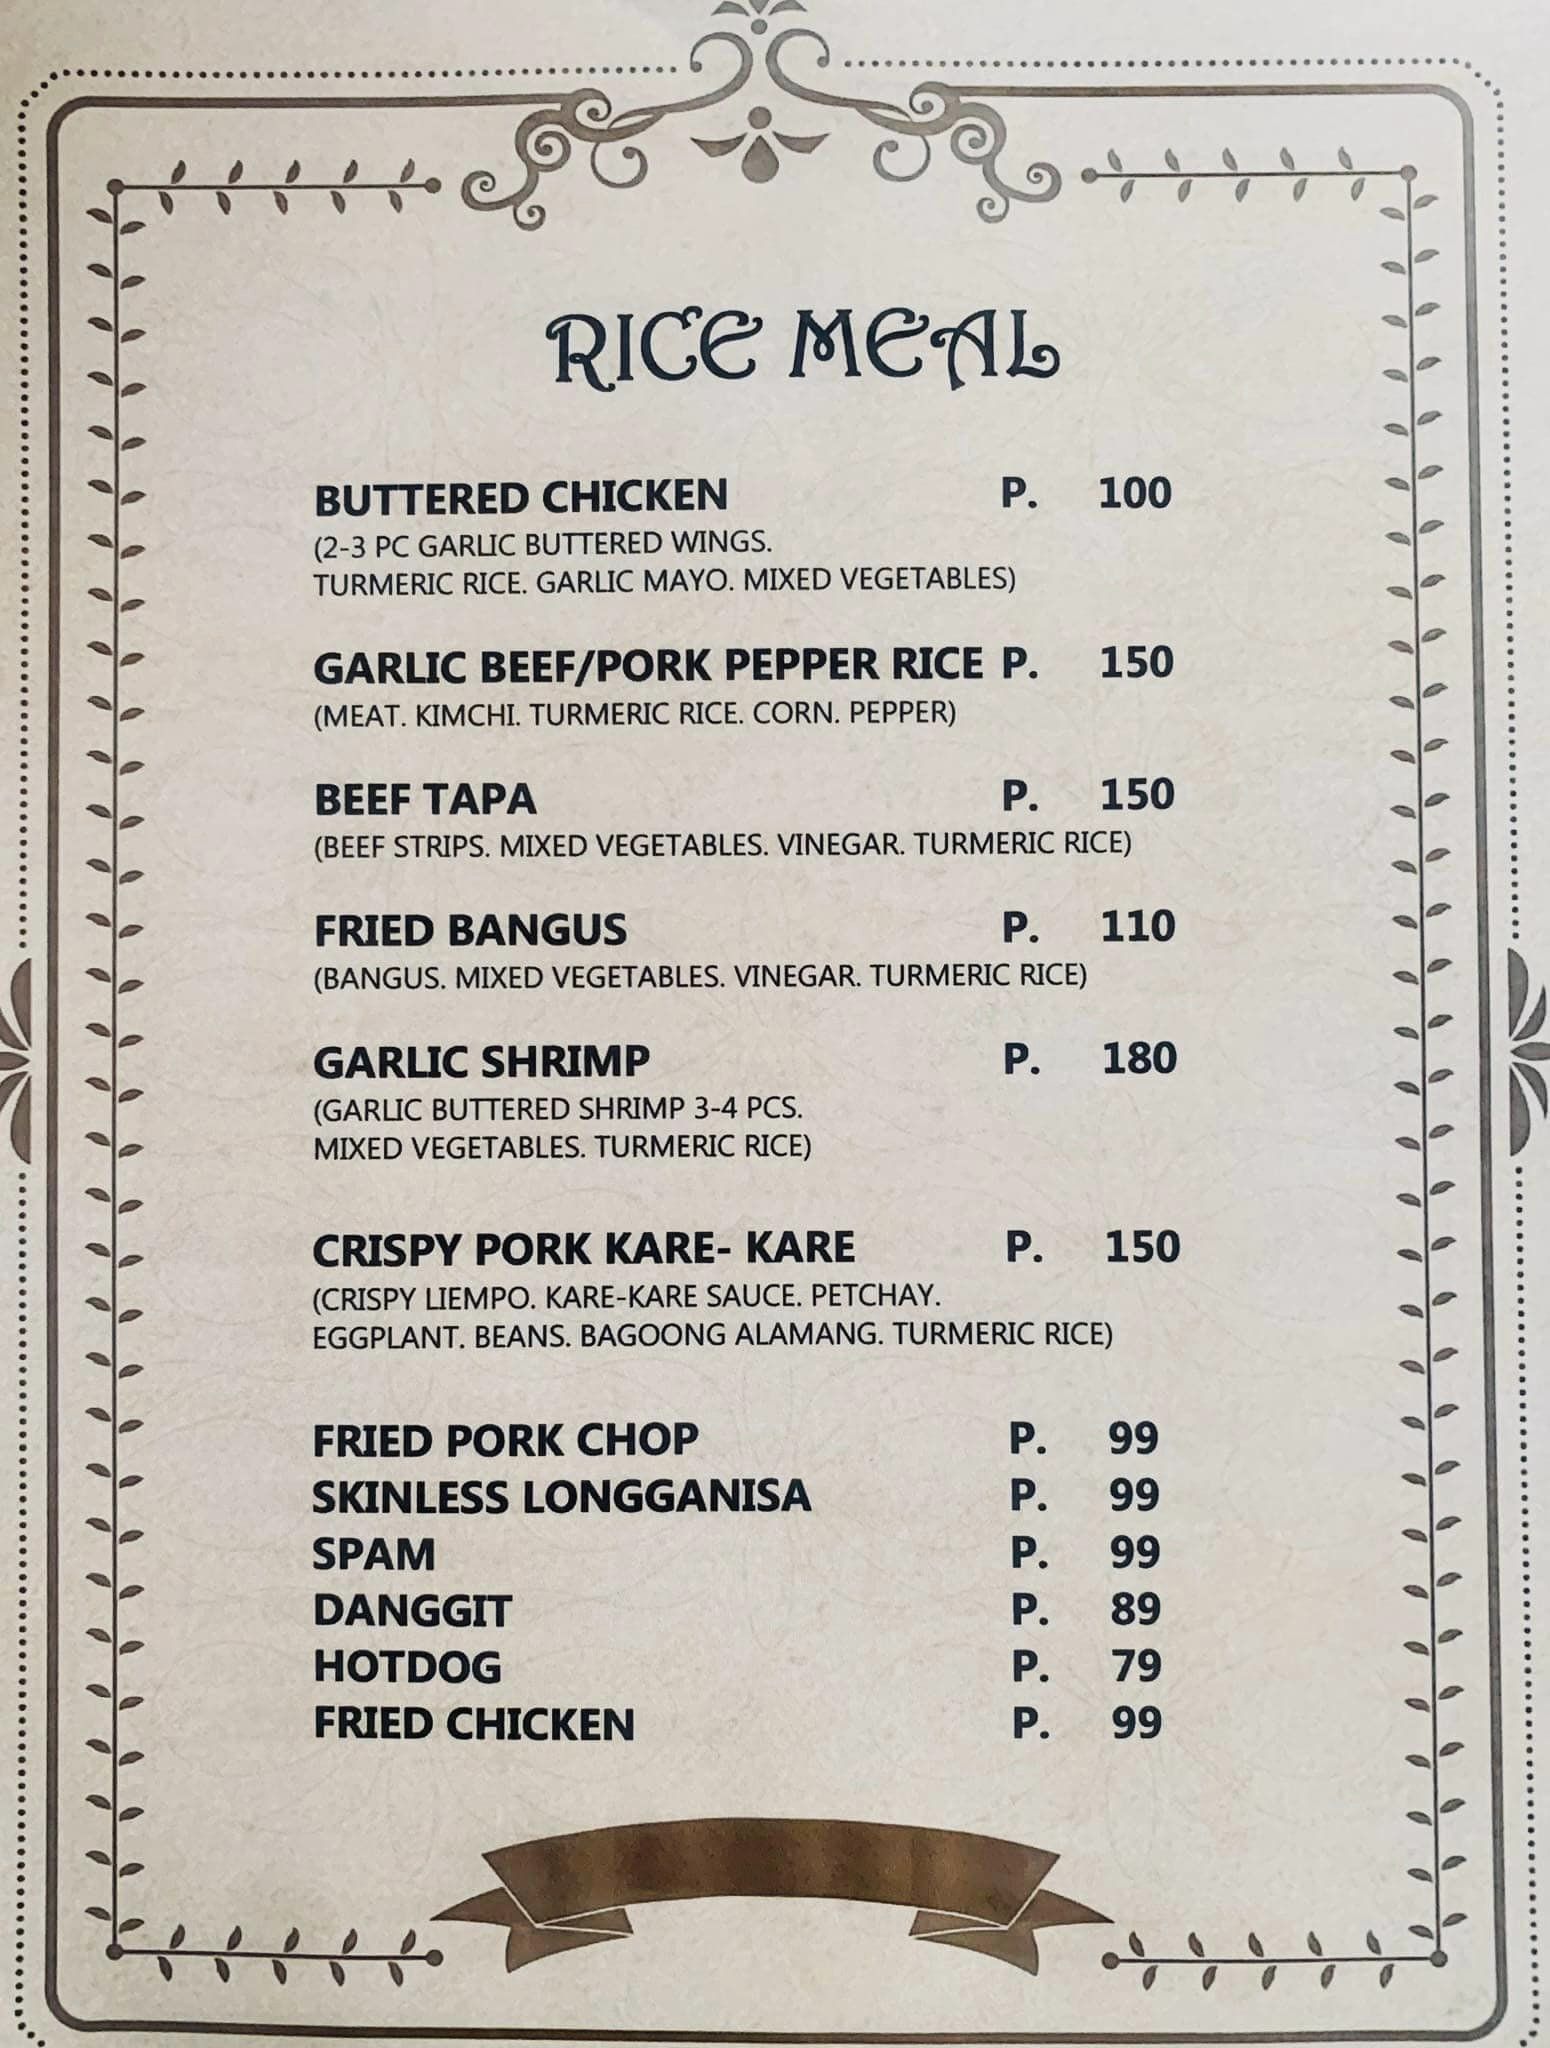 RICE MEAL
BUTTERED CHICKEN P. 100
(2-3 PC GARLIC BUTTERED WINGS.
TURMERIC RICE. GARLIC MAYO. MIXED VEGETABLES)
GARLIC BEEF/PORK PEPPER RICE P. 150
(MEAT. KIMCHI. TURMERIC RICE. CORN. PEPPER)
BEEF TAPA P. 150
(BEEF STRIPS. MIXED VEGETABLES. VINEGAR. TURMERIC RICE)
FRIED BANGUS P. 110
(BANGUS. MIXED VEGETABLES. VINEGAR. TURMERIC RICE)
GARLIC SHRIMP P. 180
(GARLIC BUTTERED SHRIMP 3-4 PCS.
MIXED VEGETABLES. TURMERIC RICE)
CRISPY PORK KARE- KARE P. 150
(CRISPY LIEMPO. KARE-KARE SAUCE. PETCHAY.
EGGPLANT. BEANS. BAGOONG ALAMANG. TURMERIC RICE)
FRIED PORK CHOP P. 99
SKINLESS LONGGANISA P. 99
SPAM P. 99
DANGGIT P. 89
HOTDOG P. 79
FRIED CHICKEN P. 99